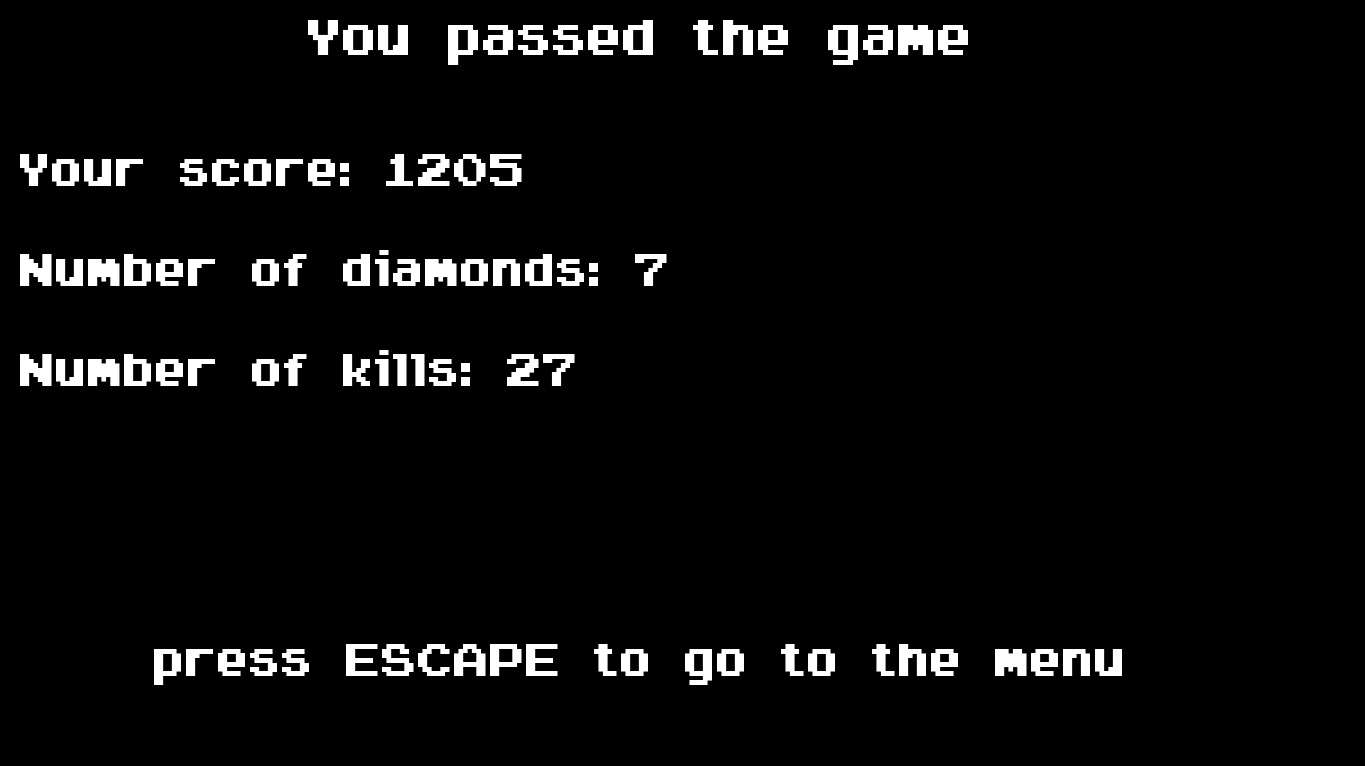 You passed the game
Your score: 1205
Number of diamonds: 7
Number of kills: 27
press ESCAPE to go to the menu